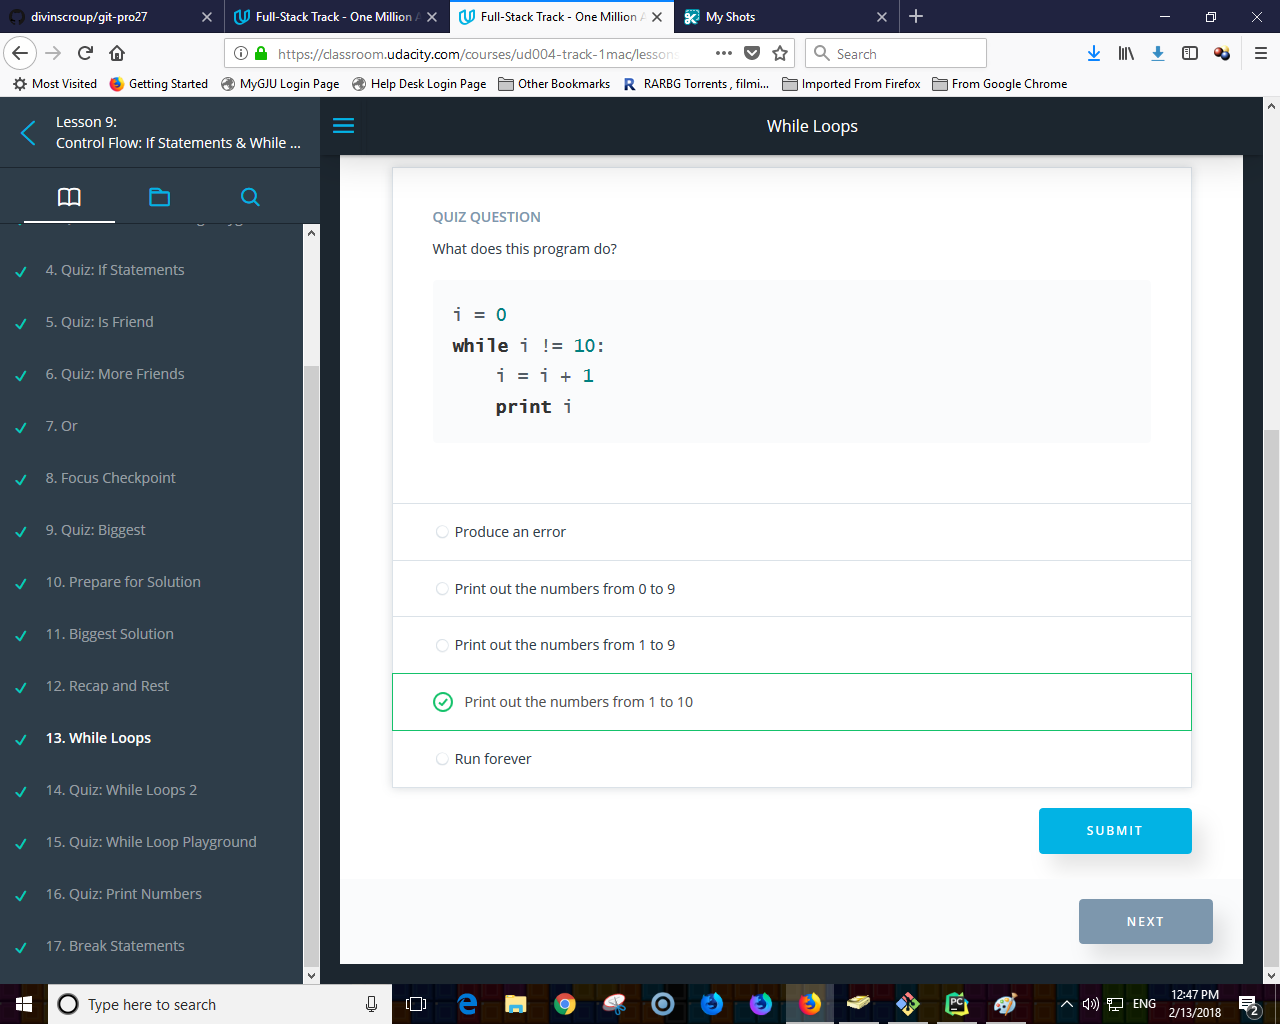 divinscroup/git-pro27
Full-Stack Track - One Million A
Full-Stack Track - One Million A
My Shots
https://classroom.udacity.com/courses/ud004-track-1mac/lesson
Search
Most Visited
Getting Started
MyGJU Login Page
Help Desk Login Page
Other Bookmarks
R RARBG Torrents , filmi...
Imported From Firefox
From Google Chrome
Lesson 9:
Control Flow: If Statements & While ...
While Loops
4. Quiz: If Statements
5. Quiz: Is Friend
6. Quiz: More Friends
7. Or
8. Focus Checkpoint
9. Quiz: Biggest
10. Prepare for Solution
11. Biggest Solution
12. Recap and Rest
13. While Loops
14. Quiz: While Loops 2
15. Quiz: While Loop Playground
16. Quiz: Print Numbers
17. Break Statements
QUIZ QUESTION
What does this program do?
i = 0
while i != 10:
i = i + 1
print i
Produce an error
Print out the numbers from 0 to 9
Print out the numbers from 1 to 9
Print out the numbers from 1 to 10
Run forever
SUBMIT
NEXT
Type here to search
PC
ENG
12:47 PM
2/13/2018
2